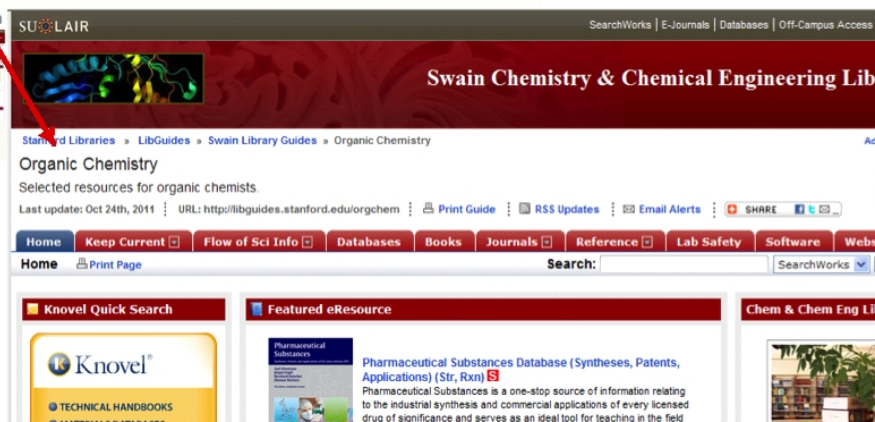 SULAIR
SearchWorks | E-Journals | Databases | Off-Campus Access
Swain Chemistry & Chemical Engineering Lib
Stanford Libraries » LibGuides » Swain Library Guides » Organic Chemistry
Ad
Organic Chemistry
Selected resources for organic chemists.
Last update: Oct 24th, 2011 URL: http://libguides.stanford.edu/orgchem Print Guide RSS Updates Email Alerts SHARE
Home Keep Current Flow of Sci Info Databases Books Journals Reference Lab Safety Software Webs
Home Print Page Search: SearchWorks
Knovel Quick Search
Featured eResource
Chem & Chem Eng Li
Knovel®
TECHNICAL HANDBOOKS
Pharmaceutical
Substances
Pharmaceutical Substances Database (Syntheses, Patents,
Applications) (Str, Rxn) S
Pharmaceutical Substances is a one-stop source of information relating
to the industrial synthesis and commercial applications of every licensed
drug of significance and serves as an ideal tool for teaching in the field